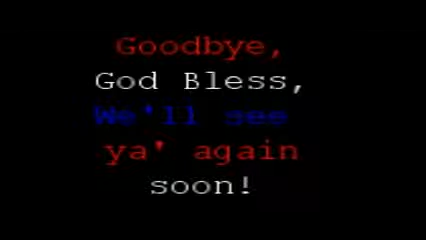 Goodbye,
God Bless,
We'll see
ya' again
soon!